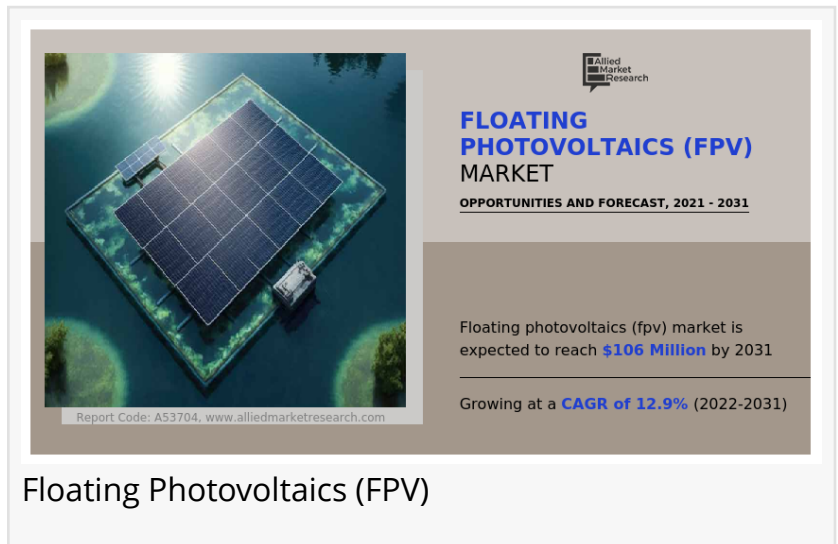 Allied
Market
Research
FLOATING
PHOTOVOLTAICS (FPV)
MARKET
OPPORTUNITIES AND FORECAST, 2021 - 2031
Floating photovoltaics (fpv) market is
expected to reach $106 Million by 2031
Growing at a CAGR of 12.9% (2022-2031)
Report Code: A53704, www.alliedmarketresearch.com
Floating Photovoltaics (FPV)